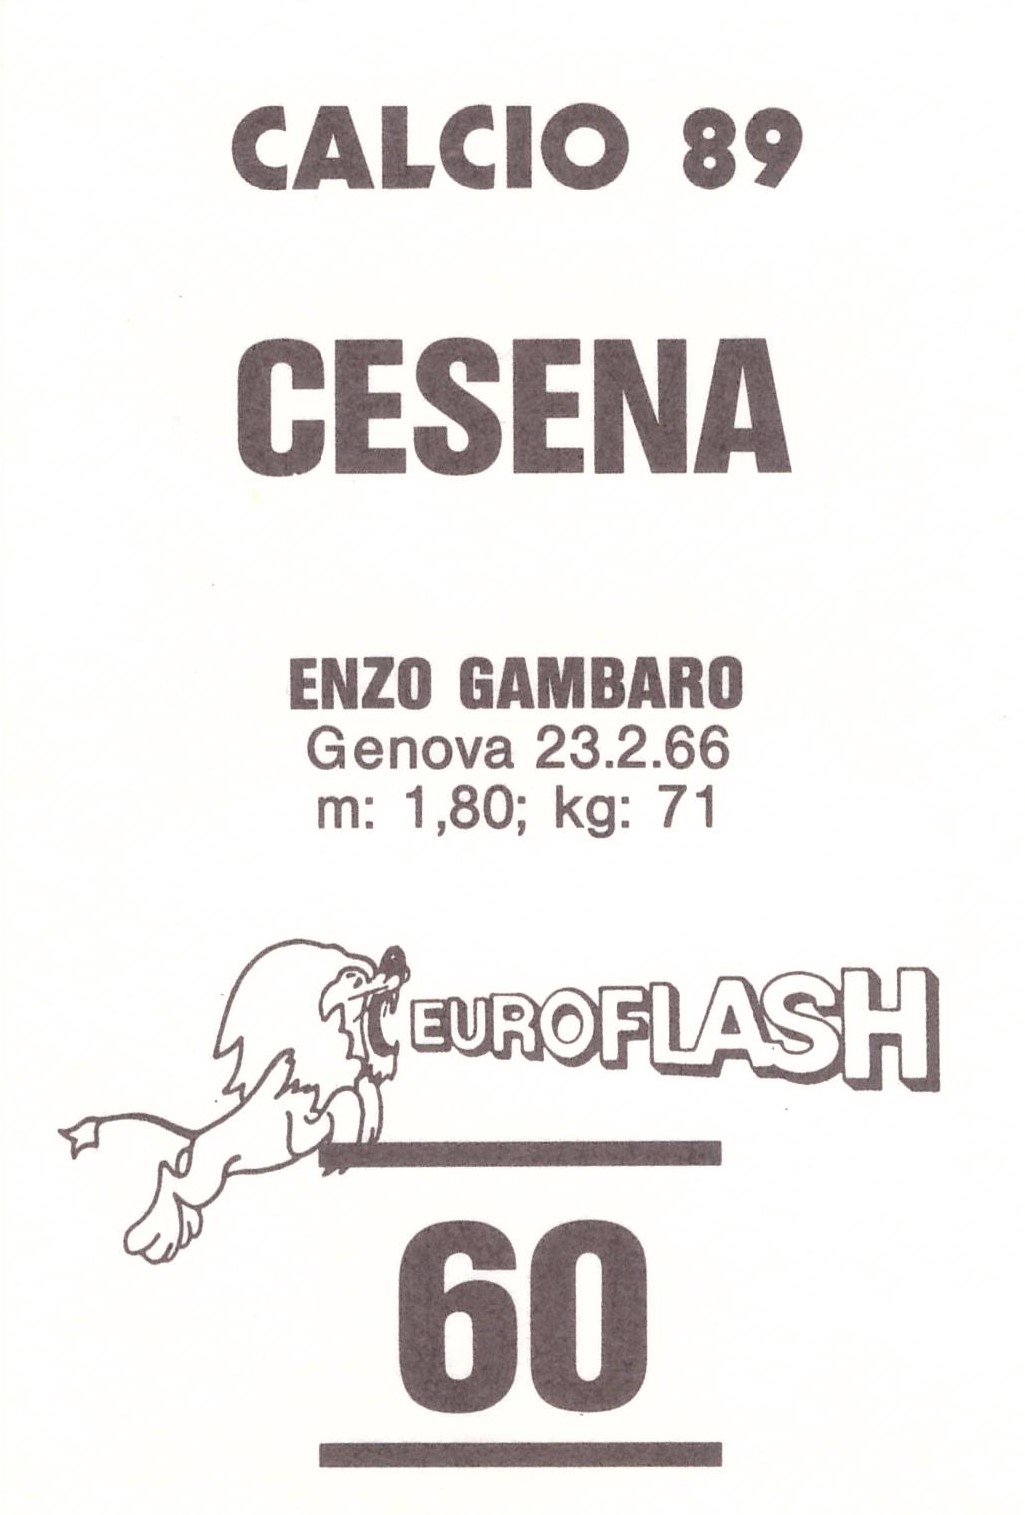 CALCIO 89
CESENA
ENZO GAMBARO
Genova 23.2.66
m: 1,80; kg: 71
EUROFLASH
60